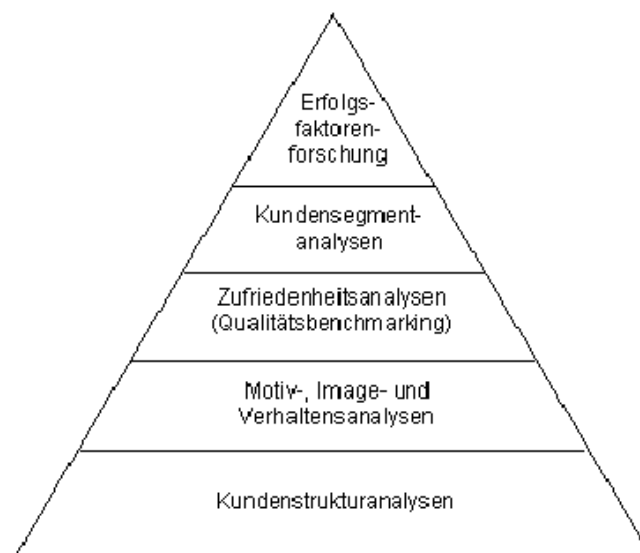 Erfolgs-
faktoren-
forschung
Kundensegment-
analysen
Zufriedenheitsanalysen
(Qualitätsbenchmarking)
Motiv-, Image- und
Verhaltensanalysen
Kundenstrukturanalysen